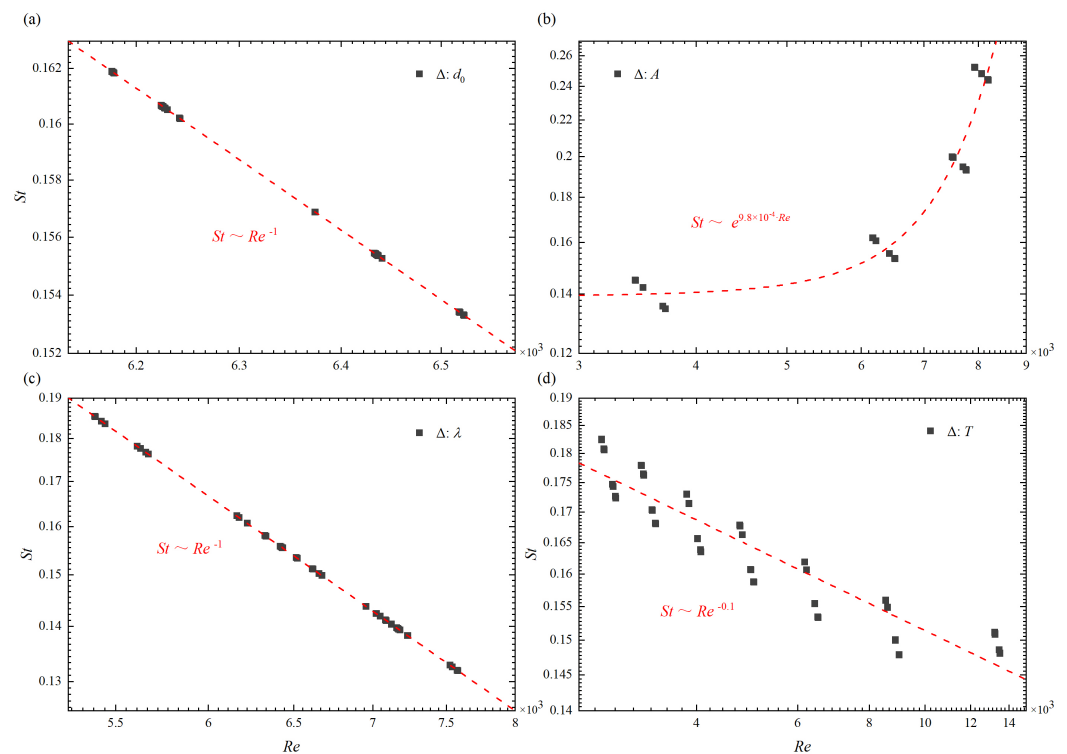 (a)
0.162
0.16
0.158
0.156
0.154
0.152
St
Δ: d₀
St ∼ Re⁻¹
6.2 6.3 6.4 6.5
×10³
(b)
0.26
0.24
0.22
0.2
0.18
0.16
0.14
0.12
Δ: A
St ∼ e^{9.8×10⁻⁴·Re}
3 4 5 6 7 8 9
×10³
(c)
0.19
0.18
0.17
0.16
0.15
0.14
0.13
St
Δ: λ
St ∼ Re⁻¹
5.5 6 6.5 7 7.5 8
×10³
Re
(d)
0.19
0.185
0.18
0.175
0.17
0.165
0.16
0.155
0.15
0.145
0.14
St
Δ: T
St ∼ Re^{-0.1}
4 6 8 10 12 14
×10³
Re